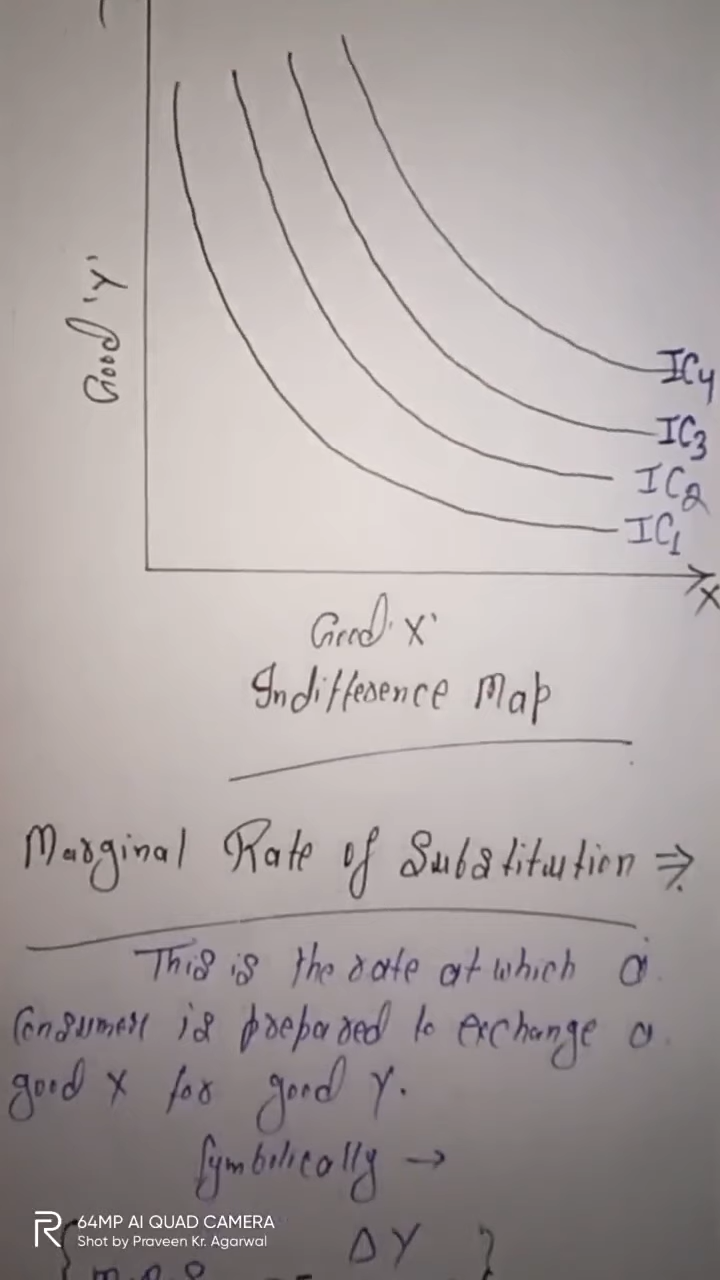 Good 'Y'
IC4
IC3
IC2
IC1
X
Good 'X'
Indifference Map
Marginal Rate of Substitution ⇒
This is the rate at which a
Consumer is prepared to exchange a
good X for good Y.
Symbolically →
ΔY
64MP AI QUAD CAMERA
Shot by Praveen Kr. Agarwal